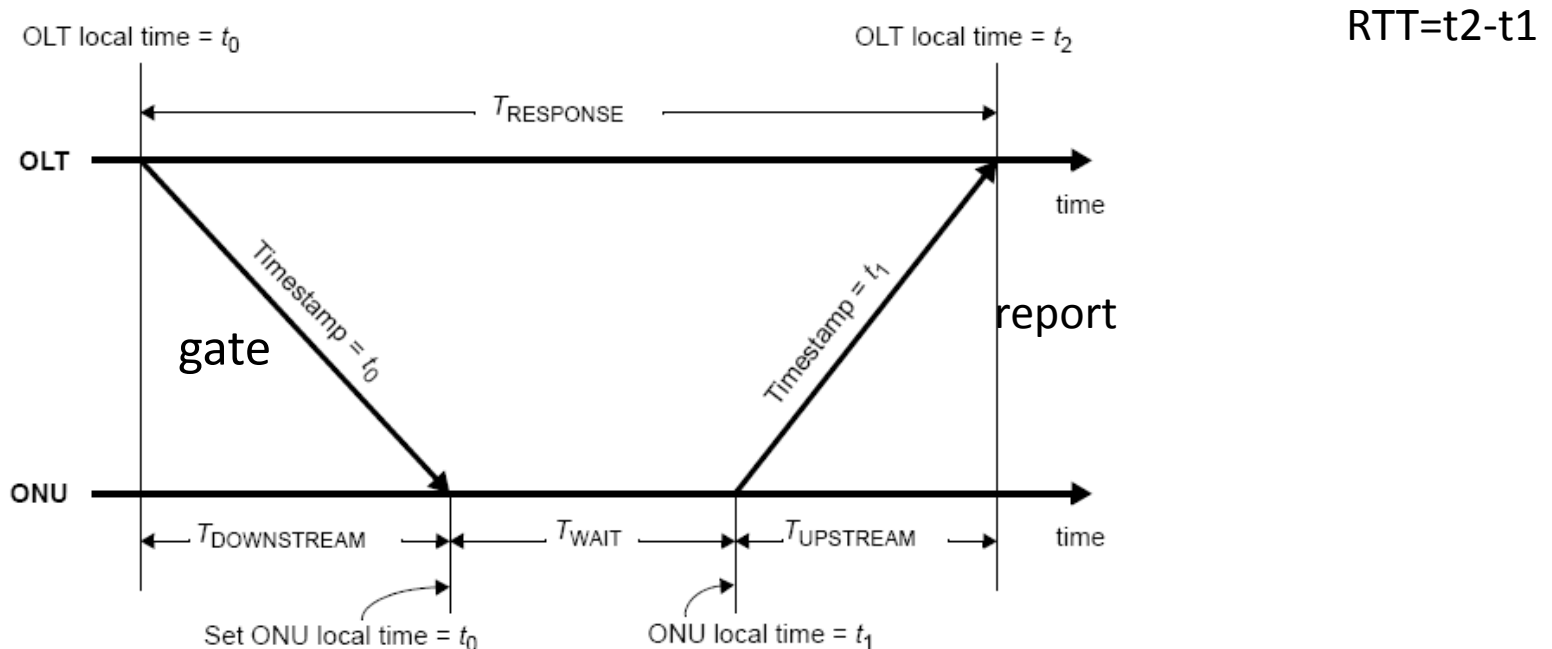 RTT=t2-t1
OLT local time = t0
OLT local time = t2
TRESPONSE
OLT
time
Timestamp = t0
Timestamp = t1
gate
report
ONU
TDOWNSTREAM
TWAIT
TUPSTREAM
time
Set ONU local time = t0
ONU local time = t1